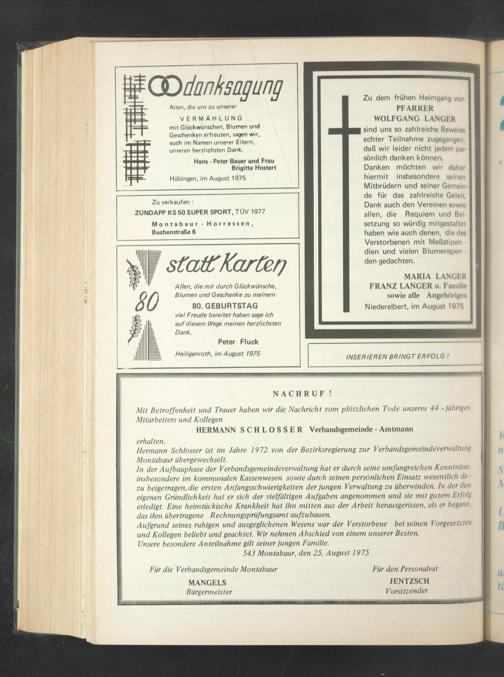 danksagung
Allen, die uns zu unserer
VERMÄHLUNG
mit Glückwünschen, Blumen und
Geschenken erfreuten, sagen wir,
auch im Namen unserer Eltern,
unseren herzlichsten Dank.
Hans - Peter Bauer und Frau
Brigitte Hostert
Hübingen, im August 1975
Zu verkaufen :
ZÜNDAPP KS 50 SUPER SPORT, TÜV 1977
Montabaur - Horressen,
Buchenstraße 6
statt Karten
80
Allen, die mir durch Glückwünsche,
Blumen und Geschenke zu meinem
80. GEBURTSTAG
viel Freude bereitet haben sage ich
auf diesem Wege meinen herzlichsten
Dank.
Peter Fluck
Heiligenroth, im August 1975
Zu dem frühen Heimgang von
PFARRER
WOLFGANG LANGER
sind uns so zahlreiche Beweise
echter Teilnahme zugegangen,
daß wir leider nicht jedem per-
sönlich danken können.
Danken möchten wir daher
hiermit insbesondere seinen
Mitbrüdern und seiner Gemein-
de für das zahlreiche Geleit,
Dank auch den Vereinen sowie
allen, die Requiem und Bei-
setzung so würdig mitgestaltet
haben wie auch denen, die des
Verstorbenen mit Meßstipen -
dien und vielen Blumenspen -
den gedachten.
MARIA LANGER
FRANZ LANGER u. Familie
sowie alle Angehörigen
Niederelbert, im August 1975
INSERIEREN BRINGT ERFOLG !
NACHRUF !
Mit Betroffenheit und Trauer haben wir die Nachricht vom plötzlichen Tode unseres 44 - jährigen
Mitarbeiters und Kollegen
HERMANN SCHLOSSER Verbandsgemeinde - Amtmann
erhalten.
Hermann Schlosser ist im Jahre 1972 von der Bezirksregierung zur Verbandsgemeindeverwaltung
Montabaur übergewechselt.
In der Aufbauphase der Verbandsgemeindeverwaltung hat er durch seine umfangreichen Kenntnisse,
insbesondere im kommunalen Kassenwesen sowie durch seinen persönlichen Einsatz wesentlich da -
zu beigetragen, die ersten Anfangsschwierigkeiten der jungen Verwaltung zu überwinden. In der ihm
eigenen Gründlichkeit hat er sich der vielfältigen Aufgaben angenommen und sie mit gutem Erfolg
erledigt. Eine heimtückische Krankheit hat ihn mitten aus der Arbeit herausgerissen, als er begann,
das ihm übertragene Rechnungsprüfungsamt aufzubauen.
Aufgrund seines ruhigen und ausgeglichenen Wesens war der Verstorbene bei seinen Vorgesetzten
und Kollegen beliebt und geachtet. Wir nehmen Abschied von einem unserer Besten.
Unsere besondere Anteilnahme gilt seiner jungen Familie.
543 Montabaur, den 25, August 1975
Für die Verbandsgemeinde Montabaur
MANGELS
Bürgermeister
Für den Personalrat
JENTZSCH
Vorsitzender